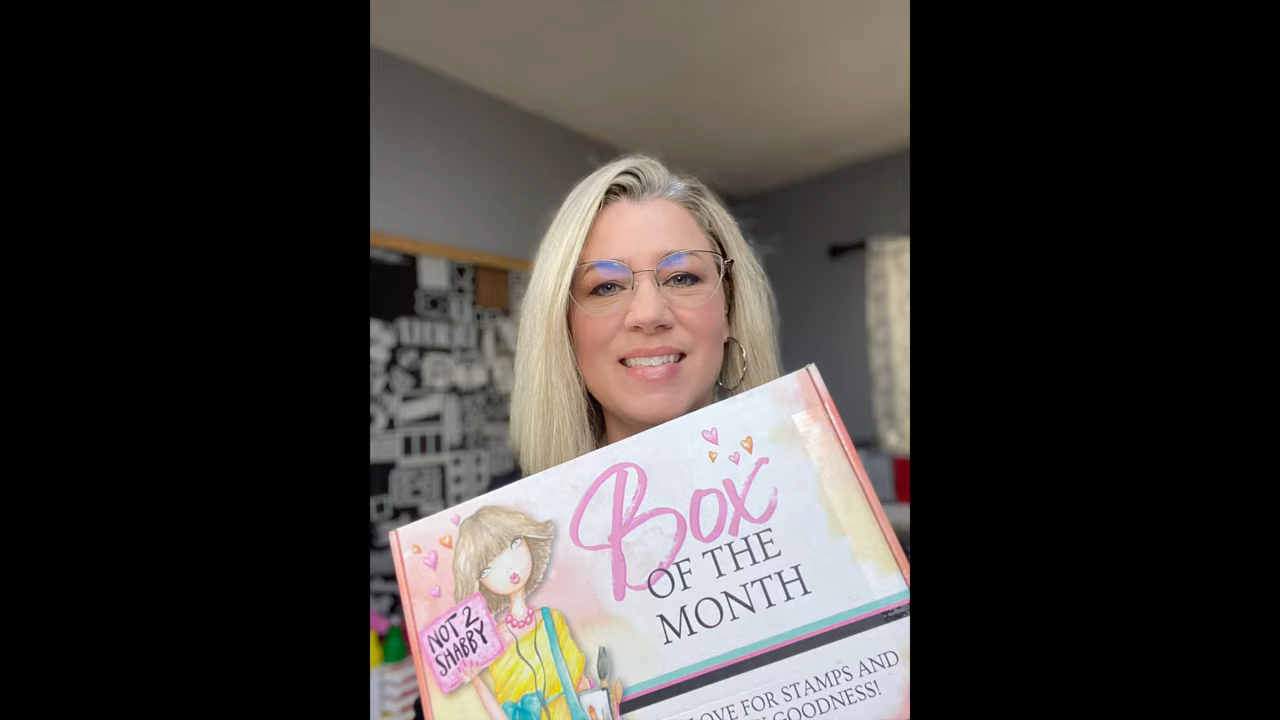 Box
OF THE
MONTH
NOT 2
SHABBY
LOVE FOR STAMPS AND
GOODNESS!